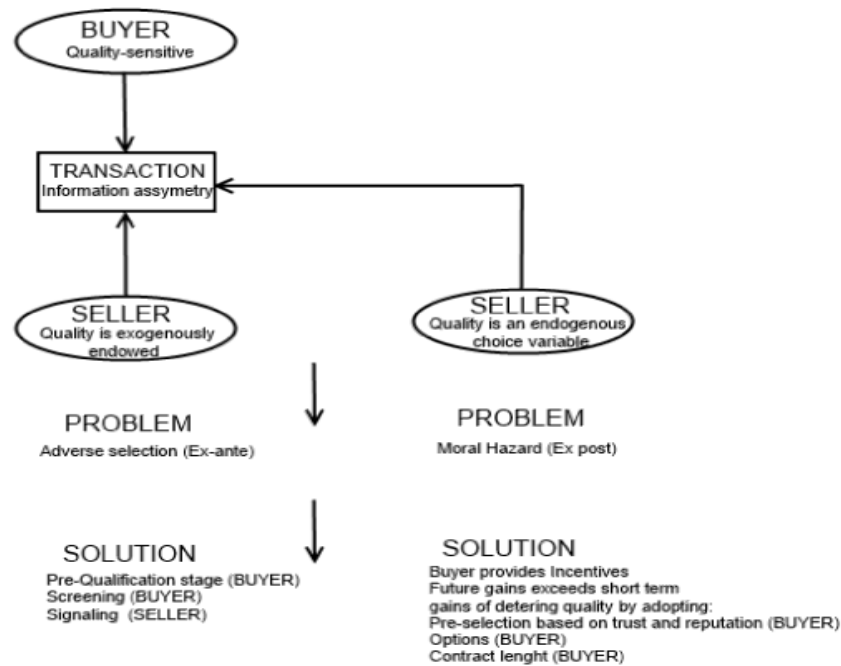 BUYER
Quality-sensitive
TRANSACTION
Information assymetry
SELLER
Quality is exogenously
endowed
SELLER
Quality is an endogenous
choice variable
PROBLEM
Adverse selection (Ex-ante)
PROBLEM
Moral Hazard (Ex post)
SOLUTION
Pre-Qualification stage (BUYER)
Screening (BUYER)
Signaling (SELLER)
SOLUTION
Buyer provides Incentives
Future gains exceeds short term
gains of detering quality by adopting:
Pre-selection based on trust and reputation (BUYER)
Options (BUYER)
Contract lenght (BUYER)